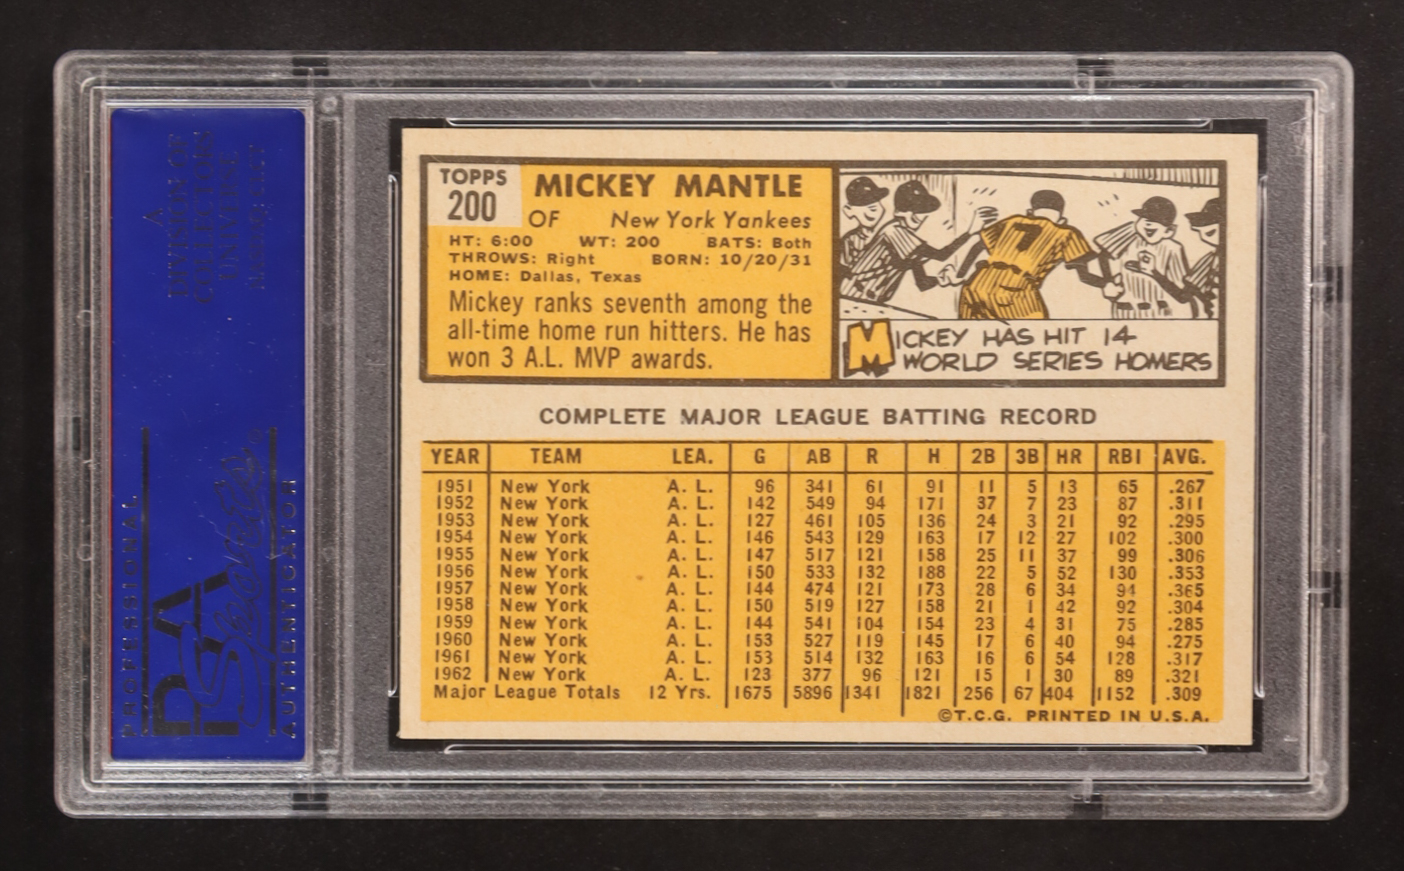 A
DIVISION OF
COLLECTORS
UNIVERSE
NASDAQ: CLCT
PROFESSIONAL
PSA
AUTHENTICATOR
TOPPS
200
MICKEY MANTLE
OF New York Yankees
HT: 6:00 WT: 200 BATS: Both
THROWS: Right BORN: 10/20/31
HOME: Dallas, Texas
Mickey ranks seventh among the
all-time home run hitters. He has
won 3 A.L. MVP awards.
7
MICKEY HAS HIT 14
WORLD SERIES HOMERS
COMPLETE MAJOR LEAGUE BATTING RECORD
YEAR TEAM LEA. G AB R H 2B 3B HR RBI AVG.
1951 New York A. L. 96 341 61 91 11 5 13 65 .267
1952 New York A. L. 142 549 94 171 37 7 23 87 .311
1953 New York A. L. 127 461 105 136 24 3 21 92 .295
1954 New York A. L. 146 543 129 163 17 12 27 102 .300
1955 New York A. L. 147 517 121 158 25 11 37 99 .306
1956 New York A. L. 150 533 132 188 22 5 52 130 .353
1957 New York A. L. 144 474 121 173 28 6 34 94 .365
1958 New York A. L. 150 519 127 158 21 1 42 92 .304
1959 New York A. L. 144 541 104 154 23 4 31 75 .285
1960 New York A. L. 153 527 119 145 17 6 40 94 .275
1961 New York A. L. 153 514 132 163 16 6 54 128 .317
1962 New York A. L. 123 377 96 121 15 1 30 89 .321
Major League Totals 12 Yrs. 1675 5896 1341 1821 256 67 404 1152 .309
©T.C.G. PRINTED IN U.S.A.